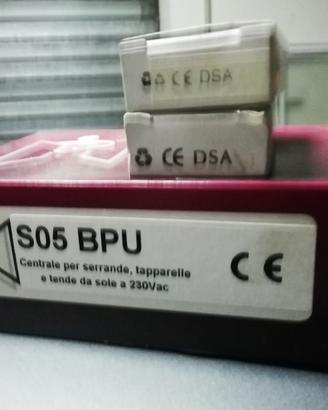 CE DSA
CE DSA
S05 BPU
Centrale per serrande, tapparelle
e tende da sole a 230Vac
CE